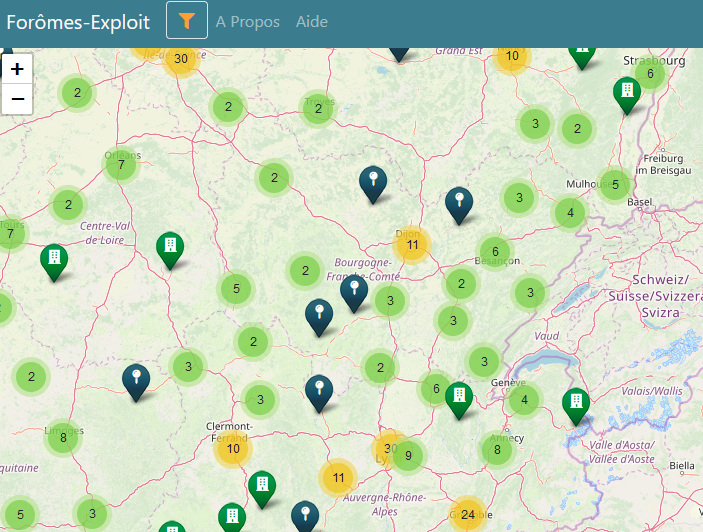 Forômes-Exploit A Propos Aide
+
−
Île-de-France
30
Grand Est
10
Strasbourg
6
2
2
Troyes
2
3
2
Orléans
7
2
Freiburg
im Breisgau
Mulhouse
5
Basel
3
2
4
Tours
7
Centre-Val
de Loire
Dijon
11
6
Besançon
Bourgogne-
Franche-Comté
2
5
3
2
3
Schweiz/
Suisse/Svizzera/
Svizra
3
2
Vaud
2
3
2
3
6
Genève
4
Valais/Wallis
3
Limoges
8
Clermont-
Ferrand
10
30
Lyon
9
Annecy
8
Valle d'Aosta/
Vallée d'Aoste
Biella
11
Auvergne-Rhône-
Alpes
5
3
24
Grenoble